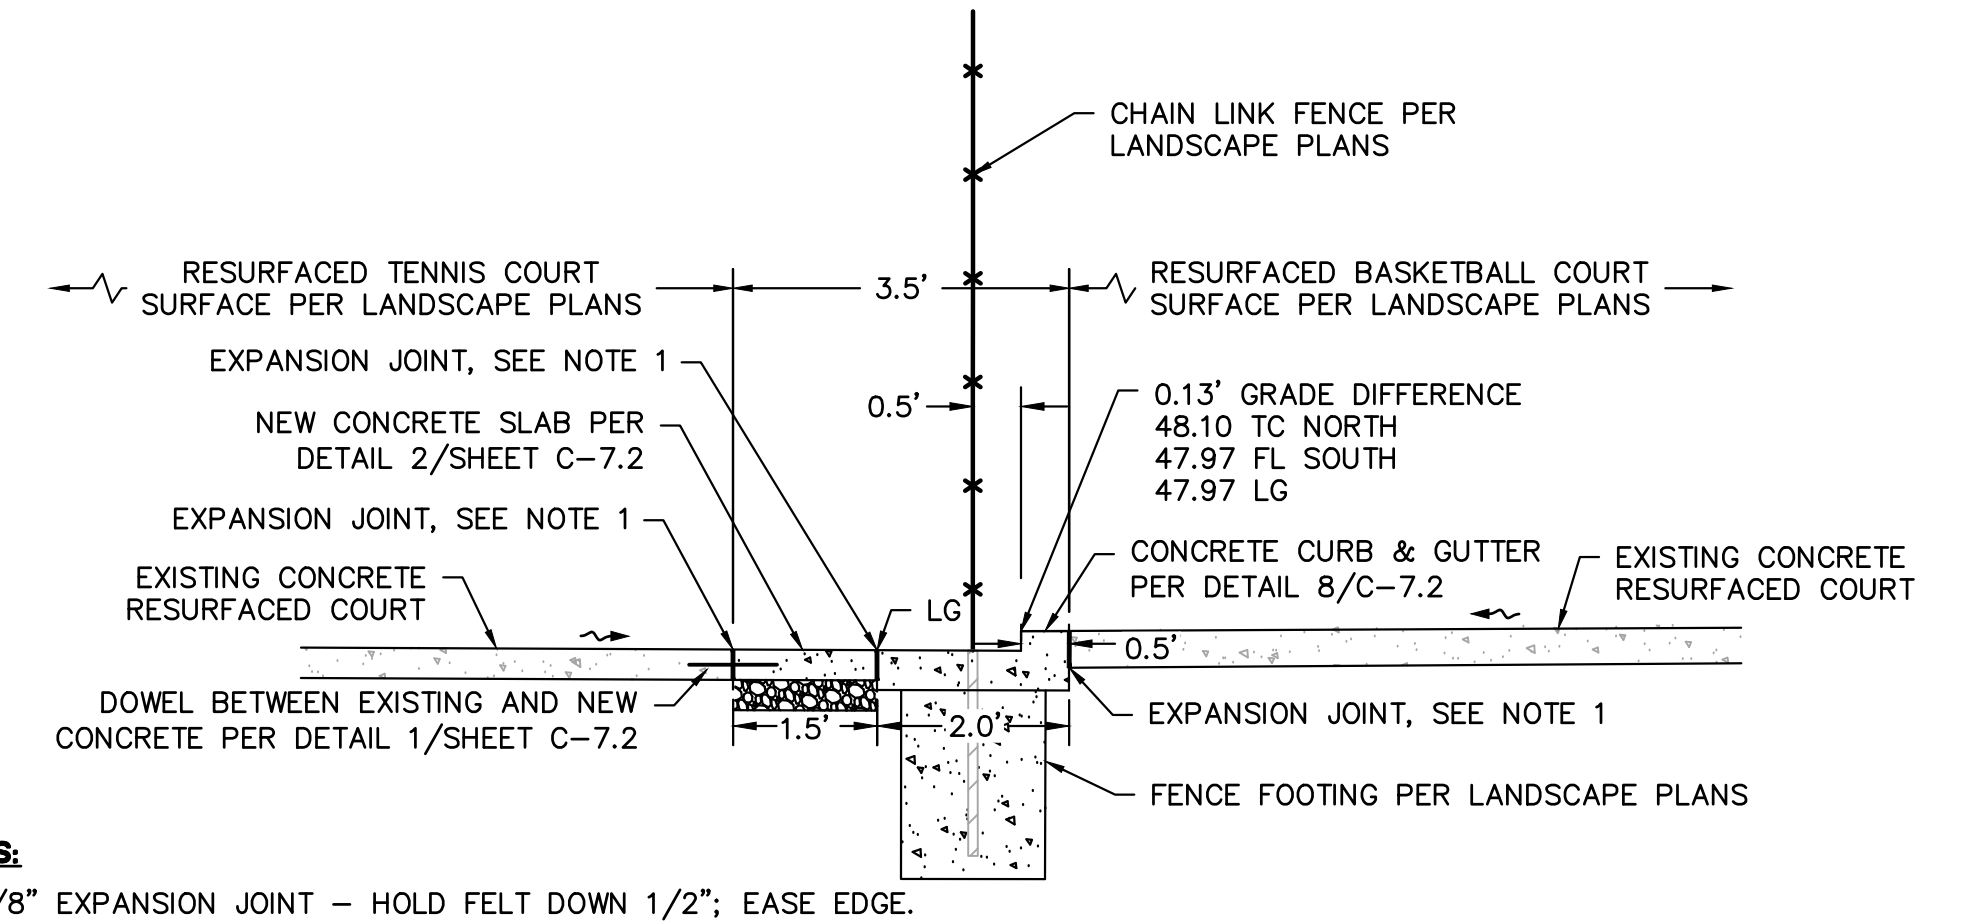 CHAIN LINK FENCE PER
LANDSCAPE PLANS
RESURFACED TENNIS COURT
SURFACE PER LANDSCAPE PLANS
3.5'
RESURFACED BASKETBALL COURT
SURFACE PER LANDSCAPE PLANS
EXPANSION JOINT, SEE NOTE 1
0.5'
0.13' GRADE DIFFERENCE
48.10 TC NORTH
47.97 FL SOUTH
47.97 LG
NEW CONCRETE SLAB PER
DETAIL 2/SHEET C-7.2
EXPANSION JOINT, SEE NOTE 1
CONCRETE CURB & GUTTER
PER DETAIL 8/C-7.2
EXISTING CONCRETE
RESURFACED COURT
EXISTING CONCRETE
RESURFACED COURT
LG
0.5'
DOWEL BETWEEN EXISTING AND NEW
CONCRETE PER DETAIL 1/SHEET C-7.2
1.5'
2.0'
EXPANSION JOINT, SEE NOTE 1
FENCE FOOTING PER LANDSCAPE PLANS
S:
/8" EXPANSION JOINT – HOLD FELT DOWN 1/2"; EASE EDGE.